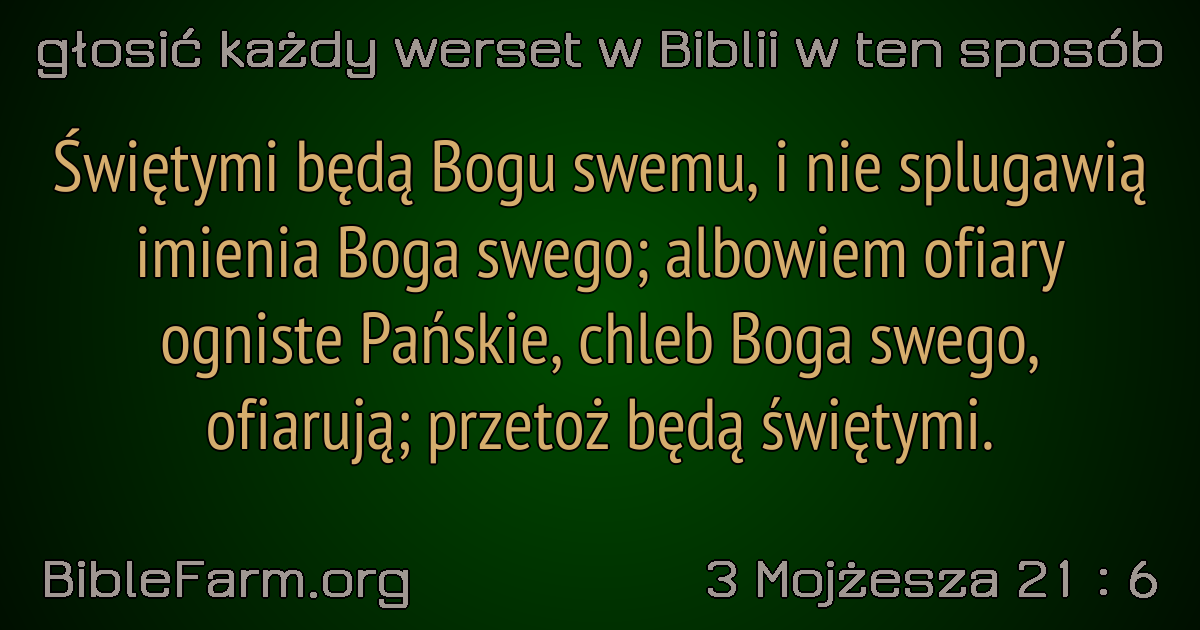 głosić każdy werset w Biblii w ten sposób
Świętymi będą Bogu swemu, i nie splugawią
imienia Boga swego; albowiem ofiary
ogniste Pańskie, chleb Boga swego,
ofiarują; przetoż będą świętymi.
BibleFarm.org
3 Mojżesza 21 : 6